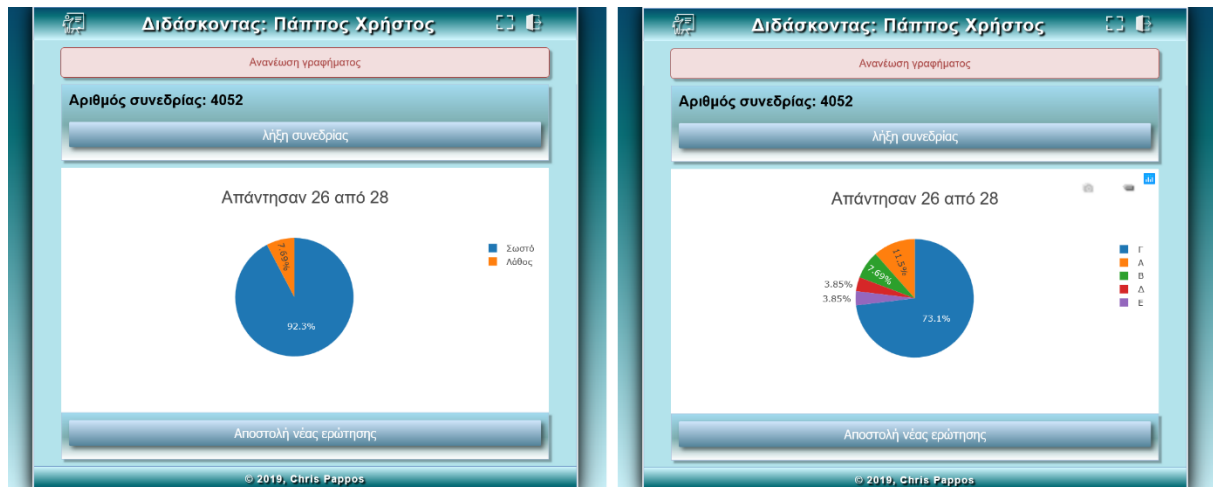 Διδάσκοντας: Πάππος Χρήστος
Ανανέωση γραφήματος
Αριθμός συνεδρίας: 4052
λήξη συνεδρίας
Απάντησαν 26 από 28
7.69%
92.3%
Σωστό
Λάθος
Αποστολή νέας ερώτησης
© 2019, Chris Pappos
Διδάσκοντας: Πάππος Χρήστος
Ανανέωση γραφήματος
Αριθμός συνεδρίας: 4052
λήξη συνεδρίας
Απάντησαν 26 από 28
11.5%
7.69%
3.85%
3.85%
73.1%
Γ
Α
Β
Δ
Ε
Αποστολή νέας ερώτησης
© 2019, Chris Pappos